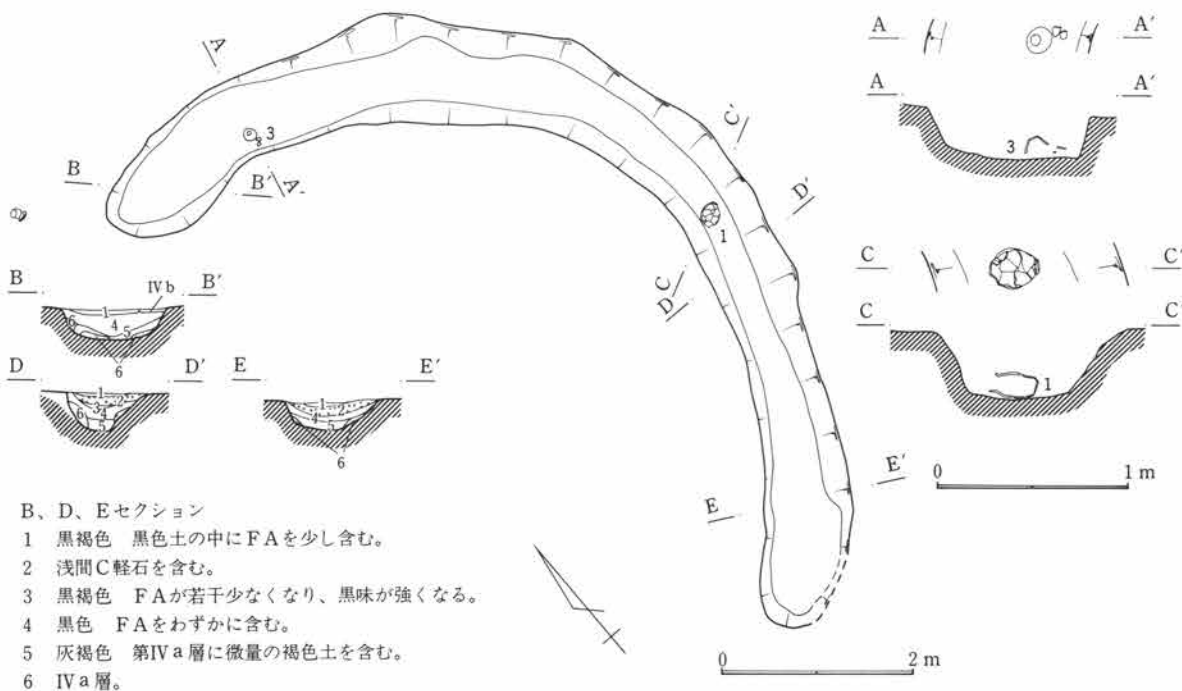 A
A A′
A A′
3
3
B
B′
A′
C′
D′
1
C
D
C C′
C C′
1
B IVb B′
1
4
6 5
6
D D′
1
2
3
6 4
5
E E′
1
2
4
5
6
E
E′
0 1 m
0 2 m
B、D、Eセクション
1 黒褐色 黒色土の中にFAを少し含む。
2 浅間C軽石を含む。
3 黒褐色 FAが若干少なくなり、黒味が強くなる。
4 黒色 FAをわずかに含む。
5 灰褐色 第IVa層に微量の褐色土を含む。
6 IVa層。